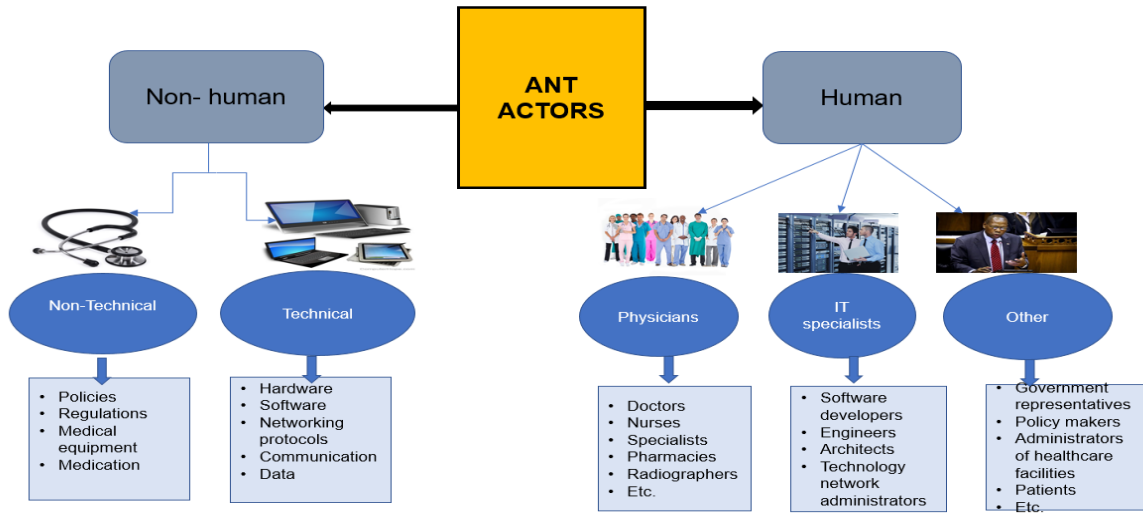 ANT
ACTORS
Non- human
Human
Non-Technical
Technical
Physicians
IT
specialists
Other
• Policies
• Regulations
• Medical
equipment
• Medication
• Hardware
• Software
• Networking
protocols
• Communication
• Data
• Doctors
• Nurses
• Specialists
• Pharmacies
• Radiographers
• Etc.
• Software
developers
• Engineers
• Architects
• Technology
network
administrators
• Government
representatives
• Policy makers
• Administrators
of healthcare
facilities
• Patients
• Etc.